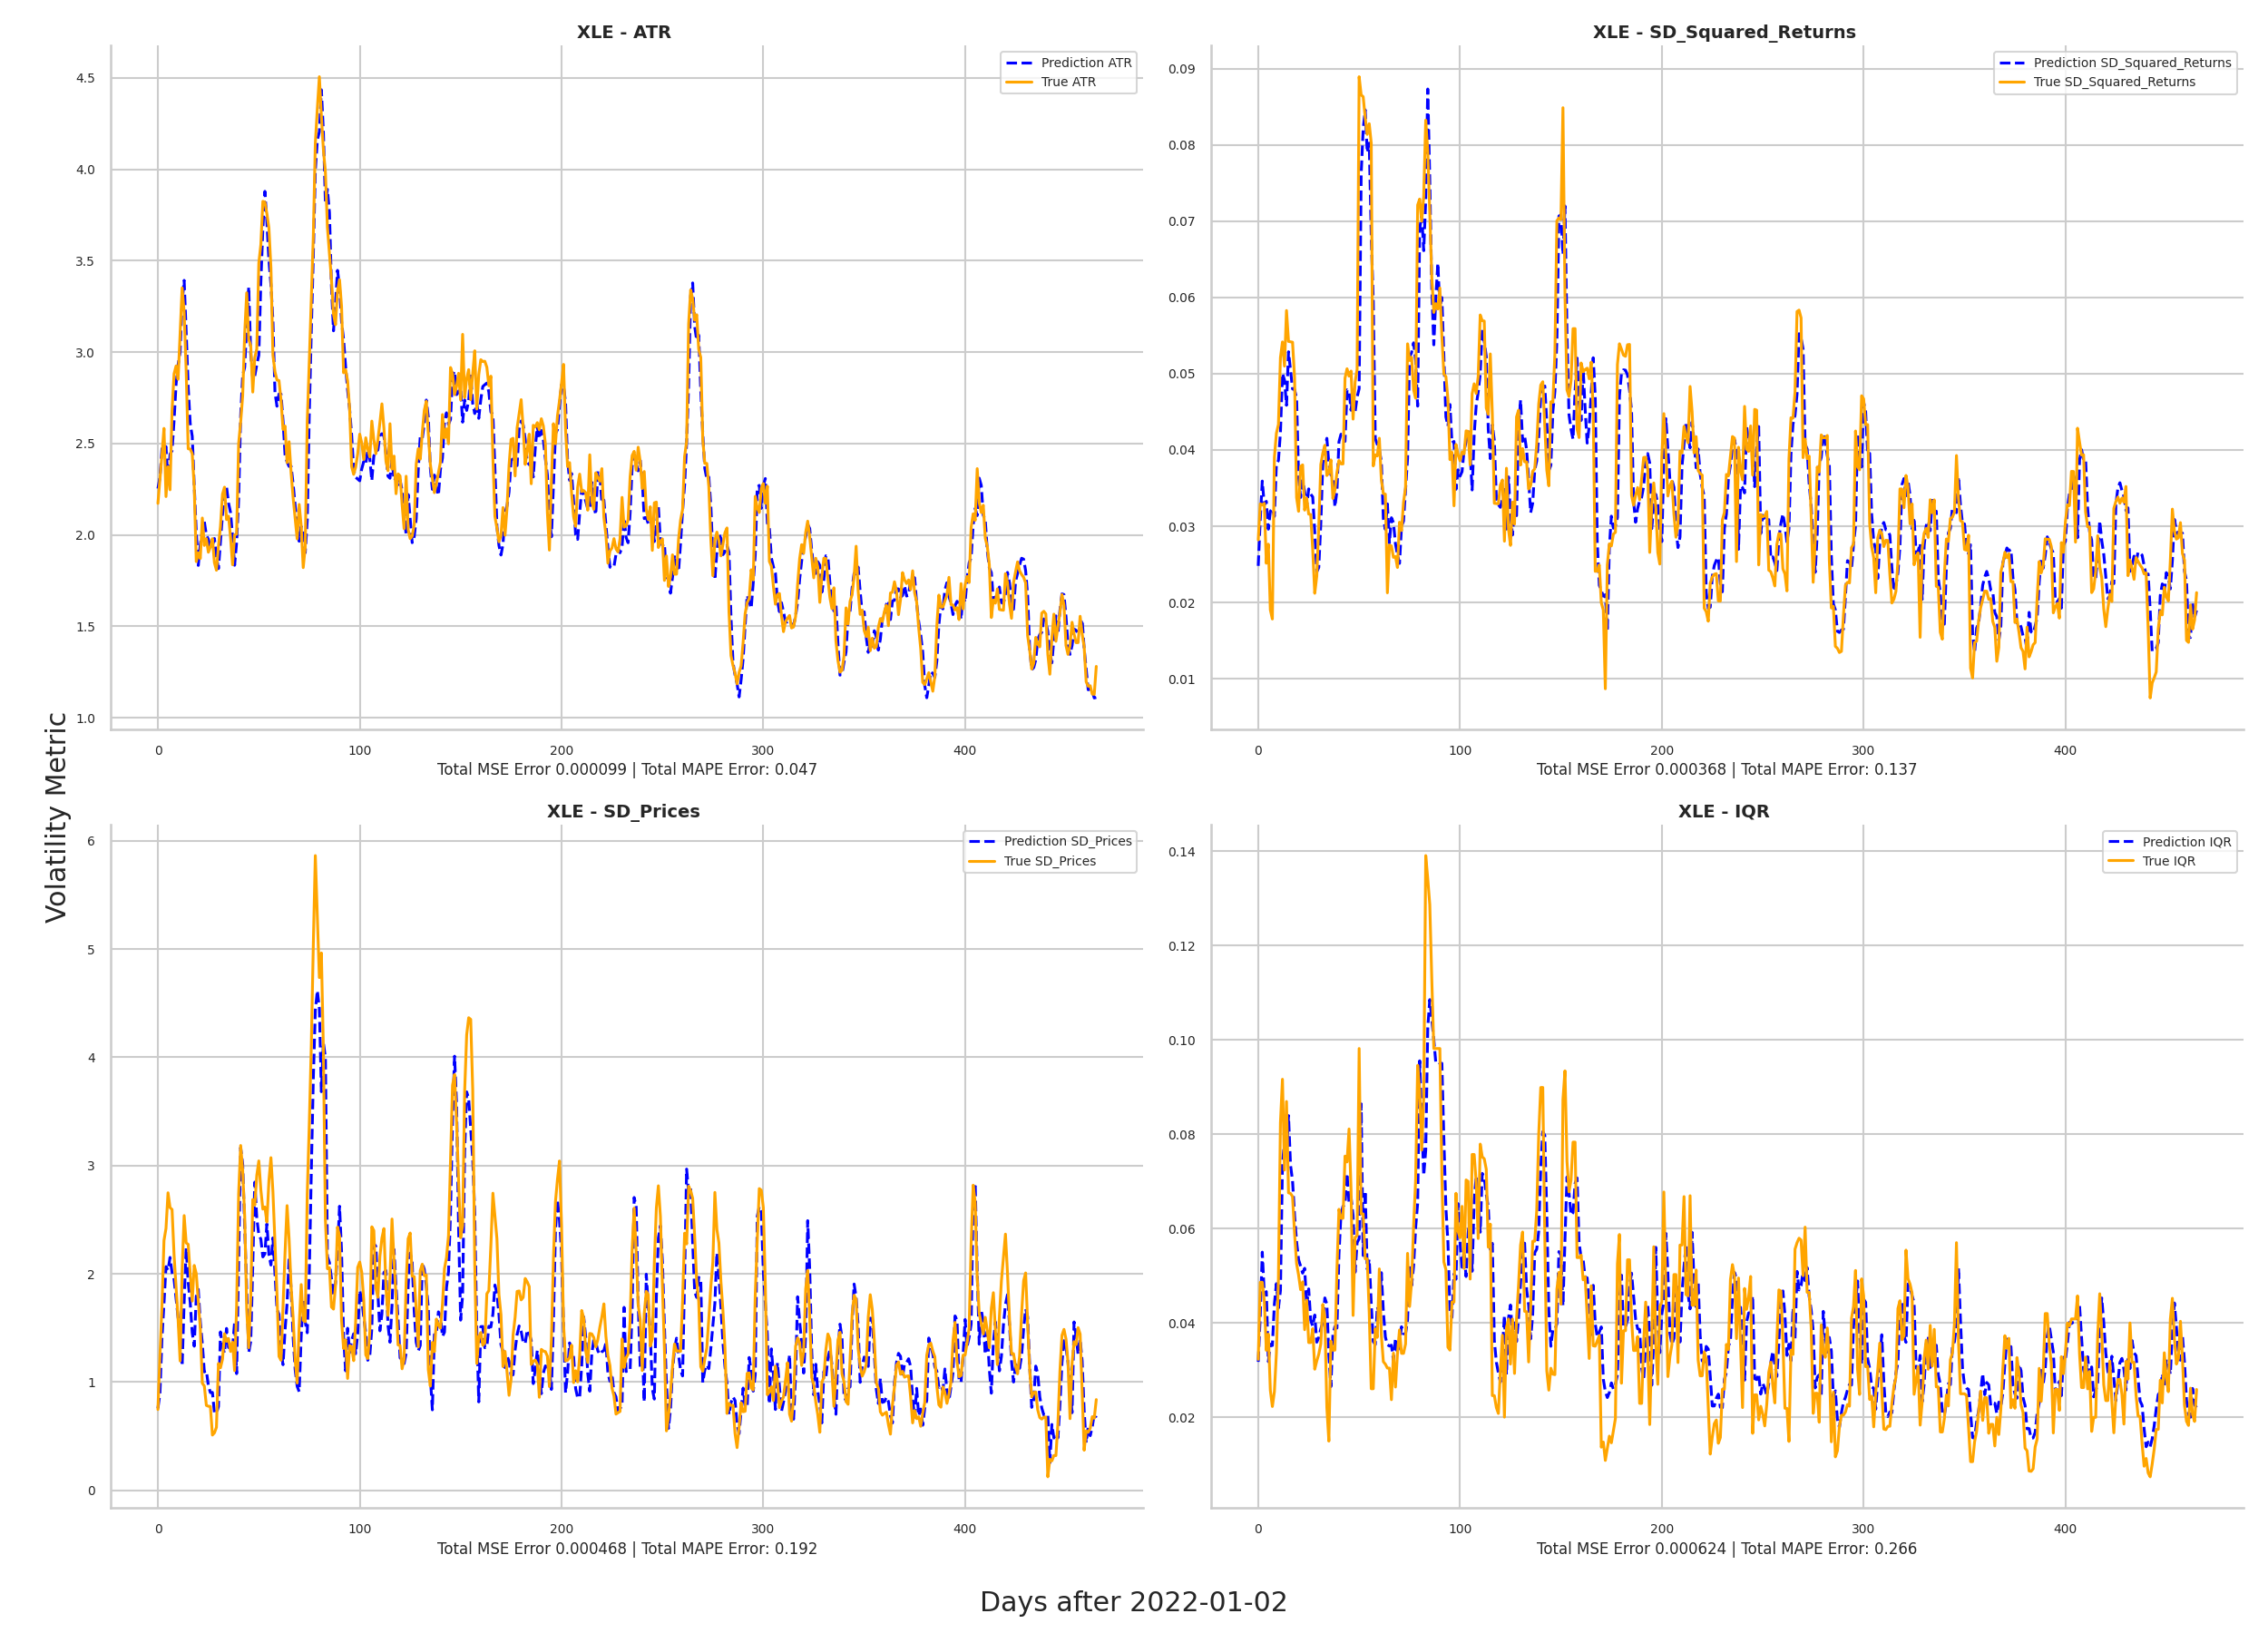 XLE - ATR
Prediction ATR
True ATR
4.5
4.0
3.5
3.0
2.5
2.0
1.5
1.0
0 100 200 300 400
Total MSE Error 0.000099 | Total MAPE Error: 0.047
XLE - SD_Squared_Returns
Prediction SD_Squared_Returns
True SD_Squared_Returns
0.09
0.08
0.07
0.06
0.05
0.04
0.03
0.02
0.01
0 100 200 300 400
Total MSE Error 0.000368 | Total MAPE Error: 0.137
Volatility Metric
XLE - SD_Prices
Prediction SD_Prices
True SD_Prices
6
5
4
3
2
1
0
0 100 200 300 400
Total MSE Error 0.000468 | Total MAPE Error: 0.192
XLE - IQR
Prediction IQR
True IQR
0.14
0.12
0.10
0.08
0.06
0.04
0.02
0 100 200 300 400
Total MSE Error 0.000624 | Total MAPE Error: 0.266
Days after 2022-01-02